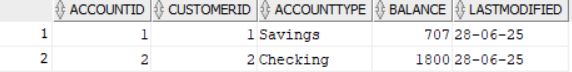 ACCOUNTID CUSTOMERID ACCOUNTTYPE BALANCE LASTMODIFIED
1 1 1 Savings 707 28-06-25
2 2 2 Checking 1800 28-06-25